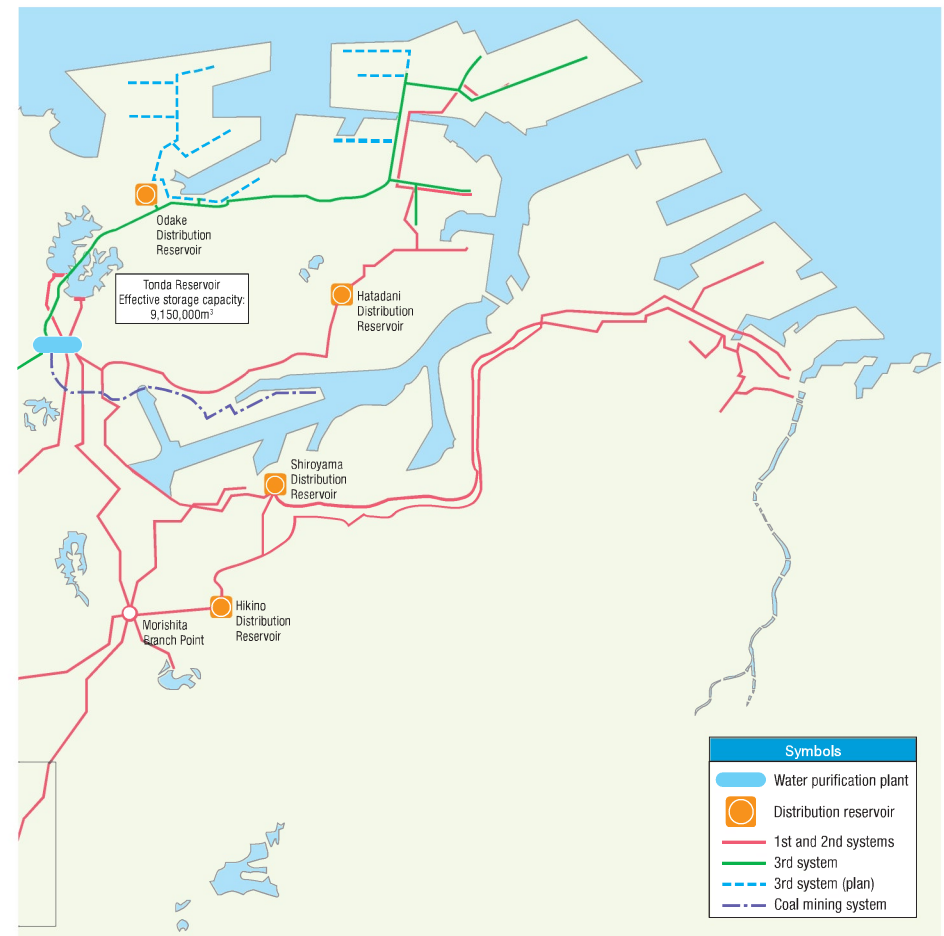 Odake
Distribution
Reservoir
Tonda Reservoir
Effective storage capacity:
9,150,000m³
Hatadani
Distribution
Reservoir
Shiroyama
Distribution
Reservoir
Hikino
Distribution
Reservoir
Morishita
Branch Point
Symbols
Water purification plant
Distribution reservoir
1st and 2nd systems
3rd system
3rd system (plan)
Coal mining system